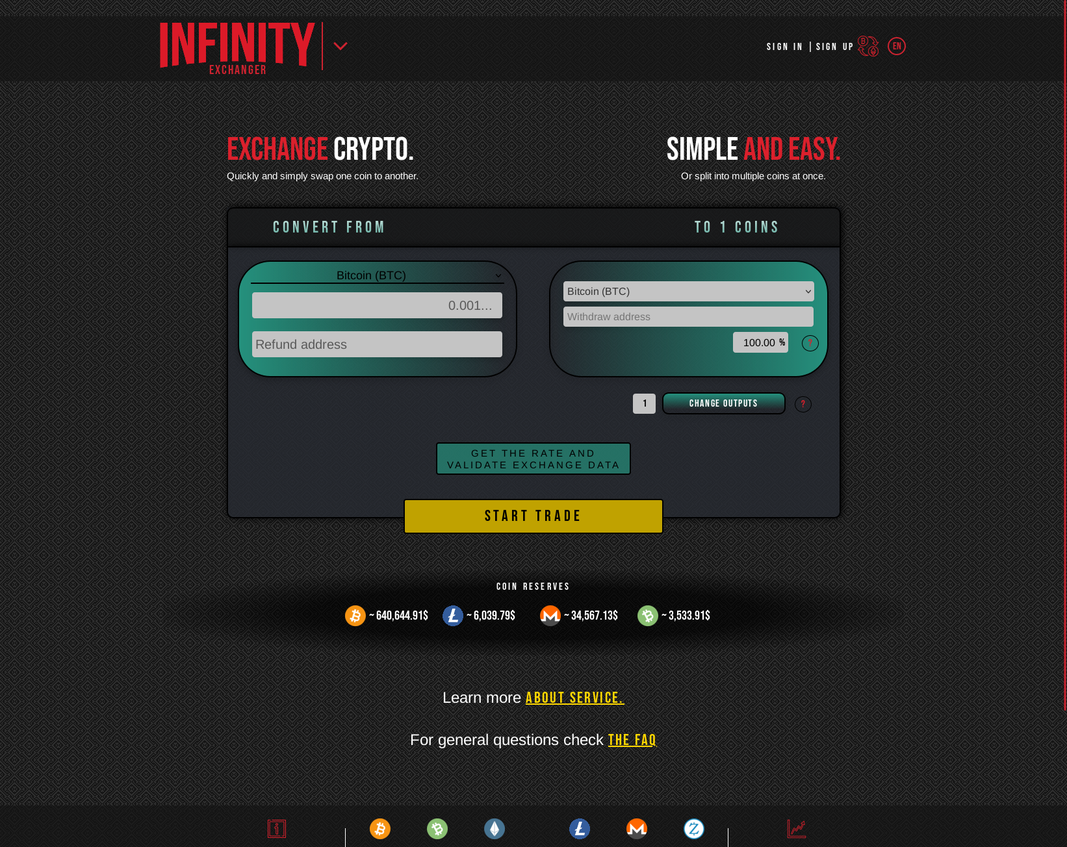 INFINITY
EXCHANGER
SIGN IN | SIGN UP
EN
EXCHANGE CRYPTO.
Quickly and simply swap one coin to another.
SIMPLE AND EASY.
Or split into multiple coins at once.
CONVERT FROM
TO 1 COINS
Bitcoin (BTC)
0.001...
Refund address
Bitcoin (BTC)
Withdraw address
100.00 %
?
1
CHANGE OUTPUTS
?
GET THE RATE AND
VALIDATE EXCHANGE DATA
START TRADE
COIN RESERVES
~ 640,644.91$ ~ 6,039.79$ ~ 34,567.13$ ~ 3,533.91$
Learn more ABOUT SERVICE.
For general questions check THE FAQ